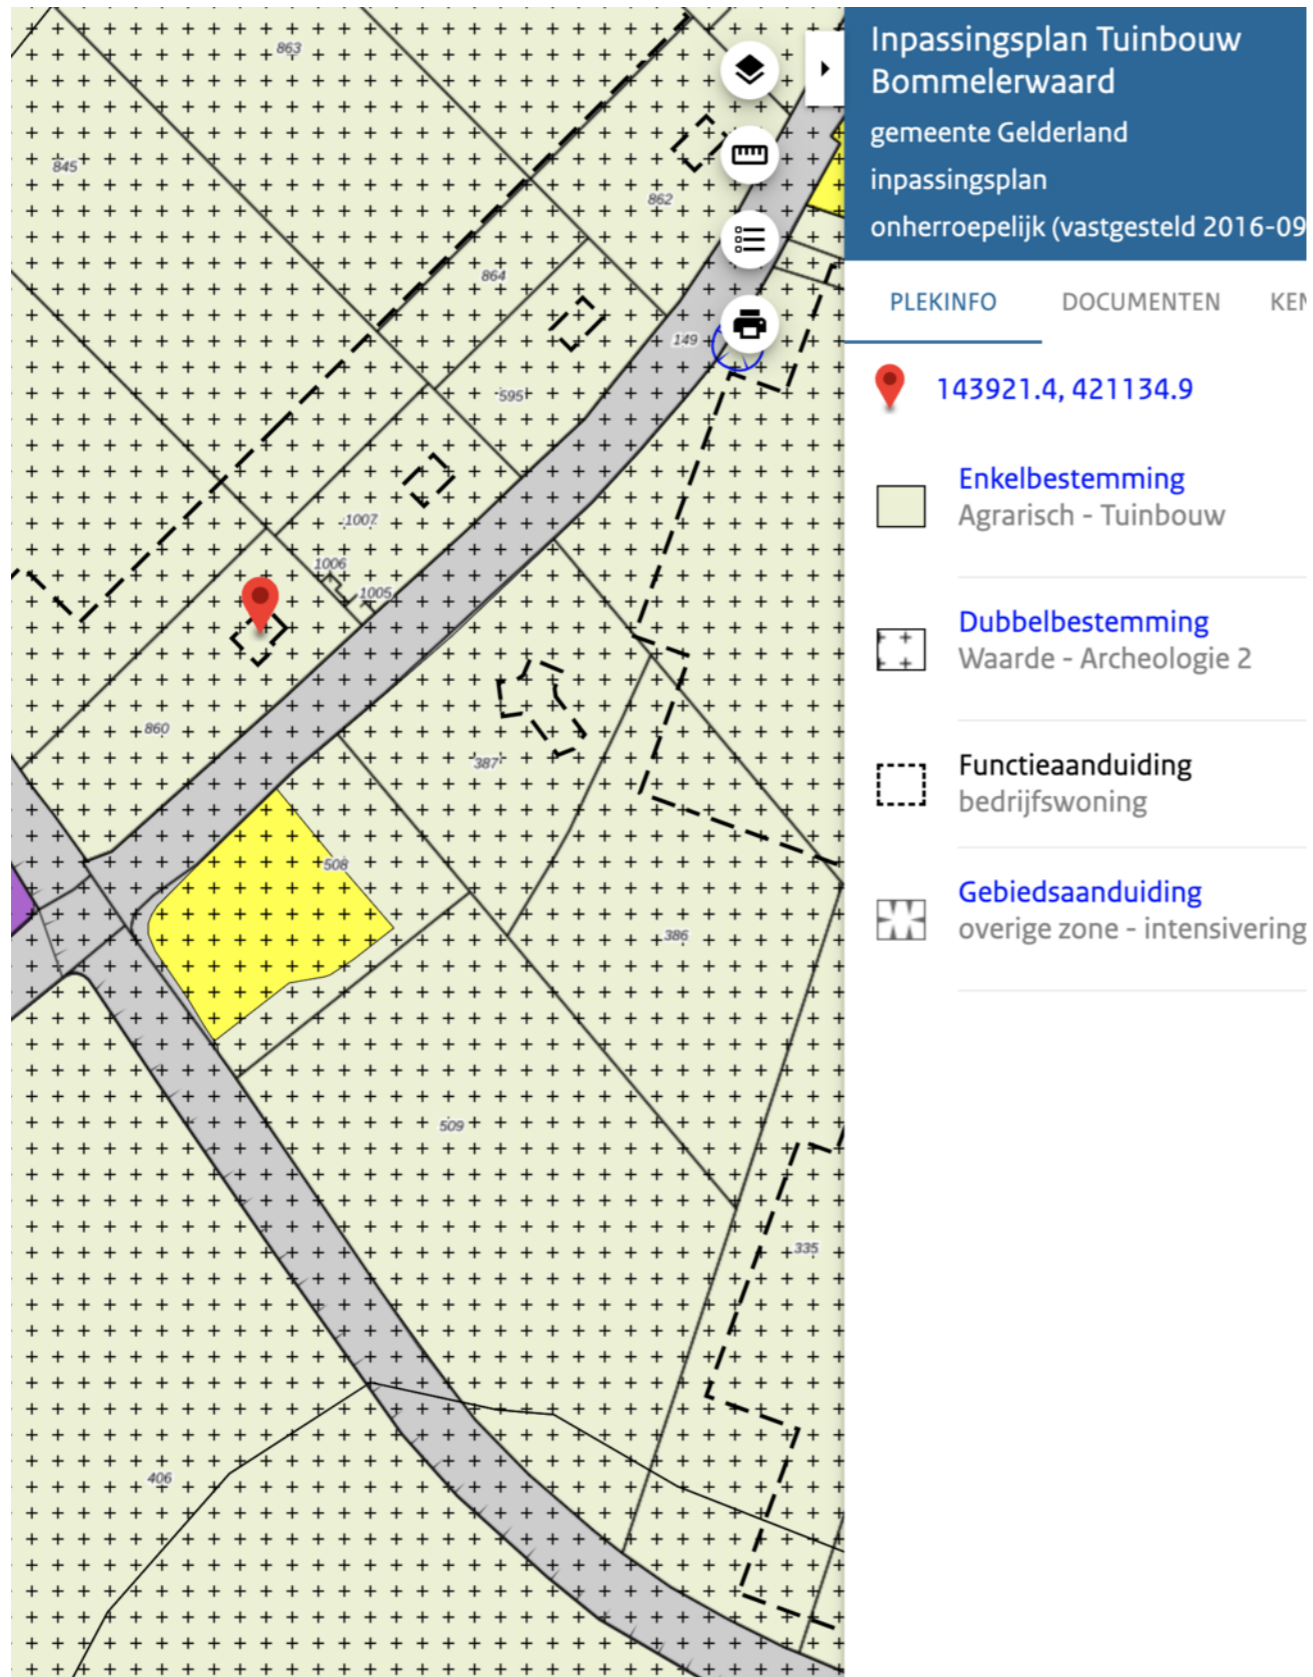 863
845
862
864
149
595
1007
1006
1005
860
387
508
386
509
335
406
Inpassingsplan Tuinbouw
Bommelerwaard
gemeente Gelderland
inpassingsplan
onherroepelijk (vastgesteld 2016-09
PLEKINFO DOCUMENTEN KEN
143921.4, 421134.9
Enkelbestemming
Agrarisch - Tuinbouw
Dubbelbestemming
Waarde - Archeologie 2
Functieaanduiding
bedrijfswoning
Gebiedsaanduiding
overige zone - intensivering